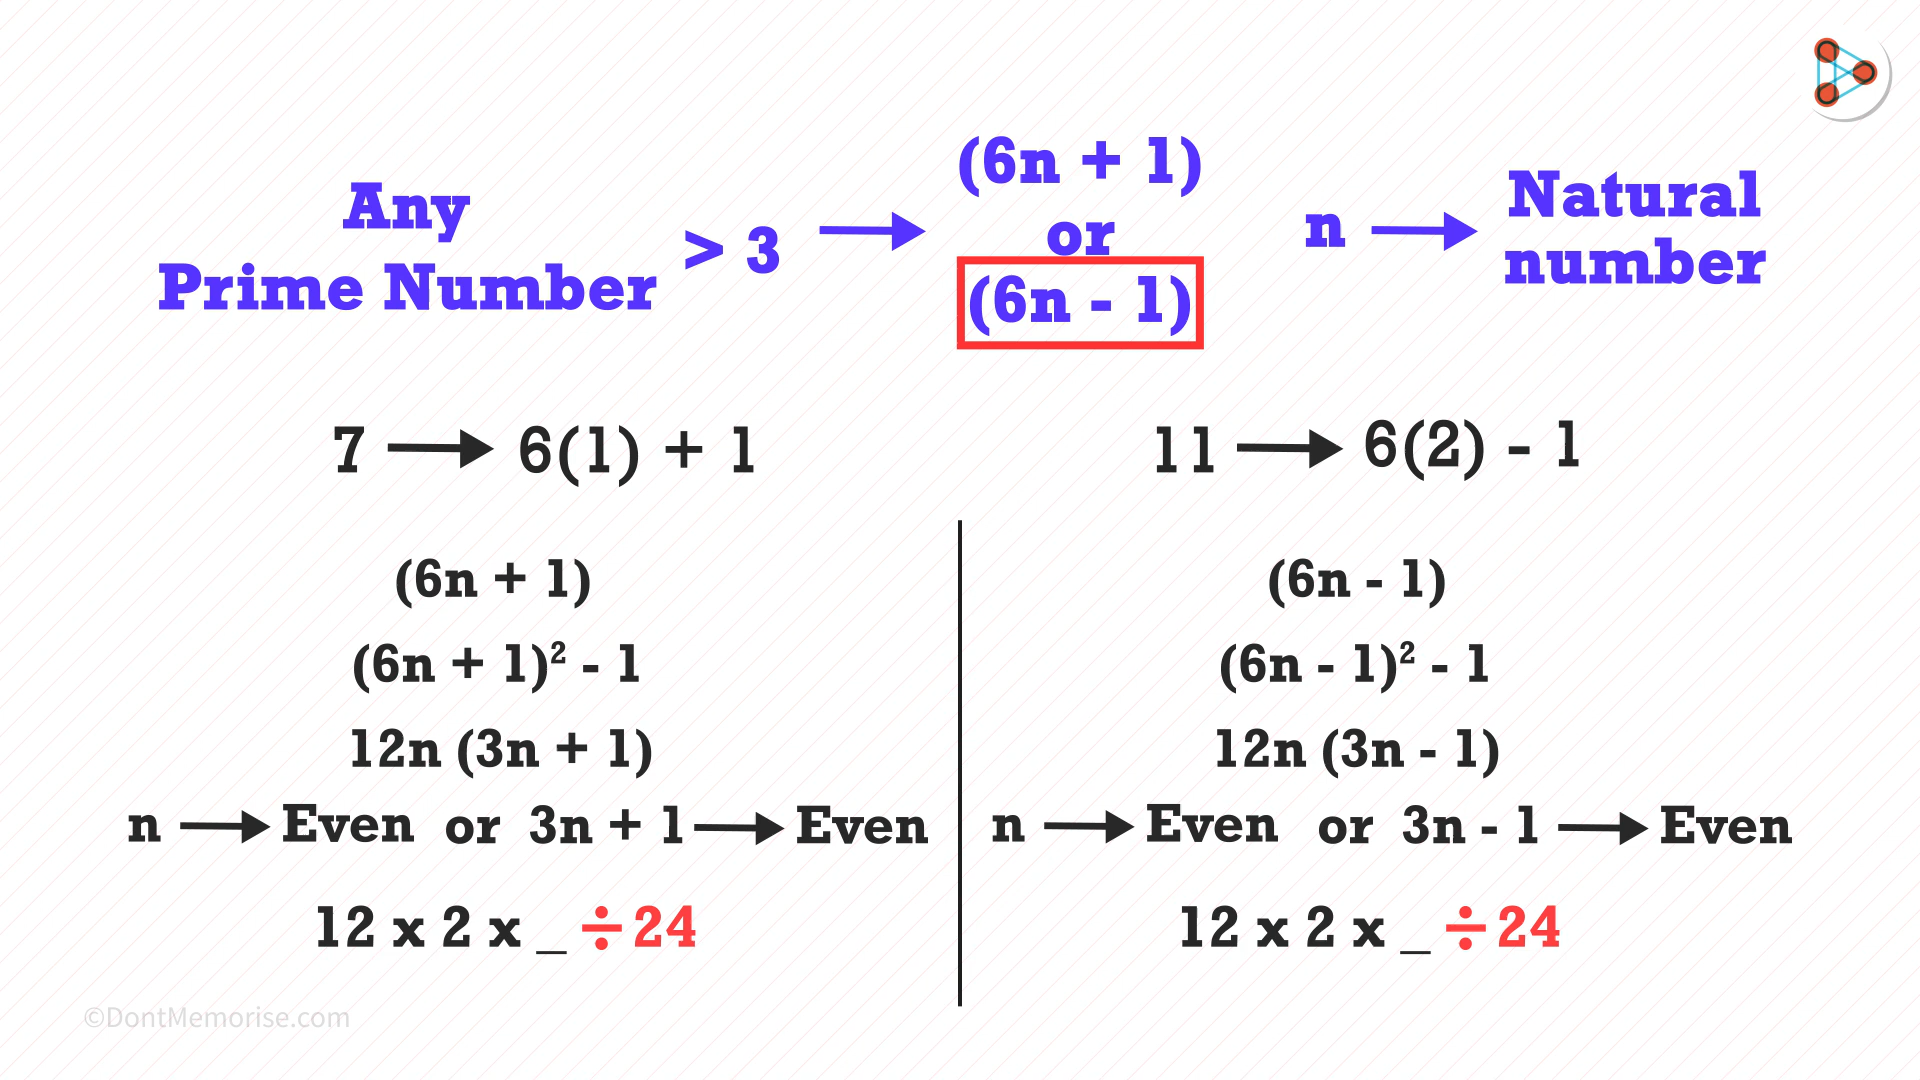 Any
Prime Number > 3 → (6n + 1)
or
(6n - 1)
n → Natural
number
7 → 6(1) + 1
11 → 6(2) - 1
(6n + 1)
(6n + 1)² - 1
12n (3n + 1)
n → Even or 3n + 1 → Even
12 x 2 x _ ÷ 24
(6n - 1)
(6n - 1)² - 1
12n (3n - 1)
n → Even or 3n - 1 → Even
12 x 2 x _ ÷ 24
©DontMemorise.com